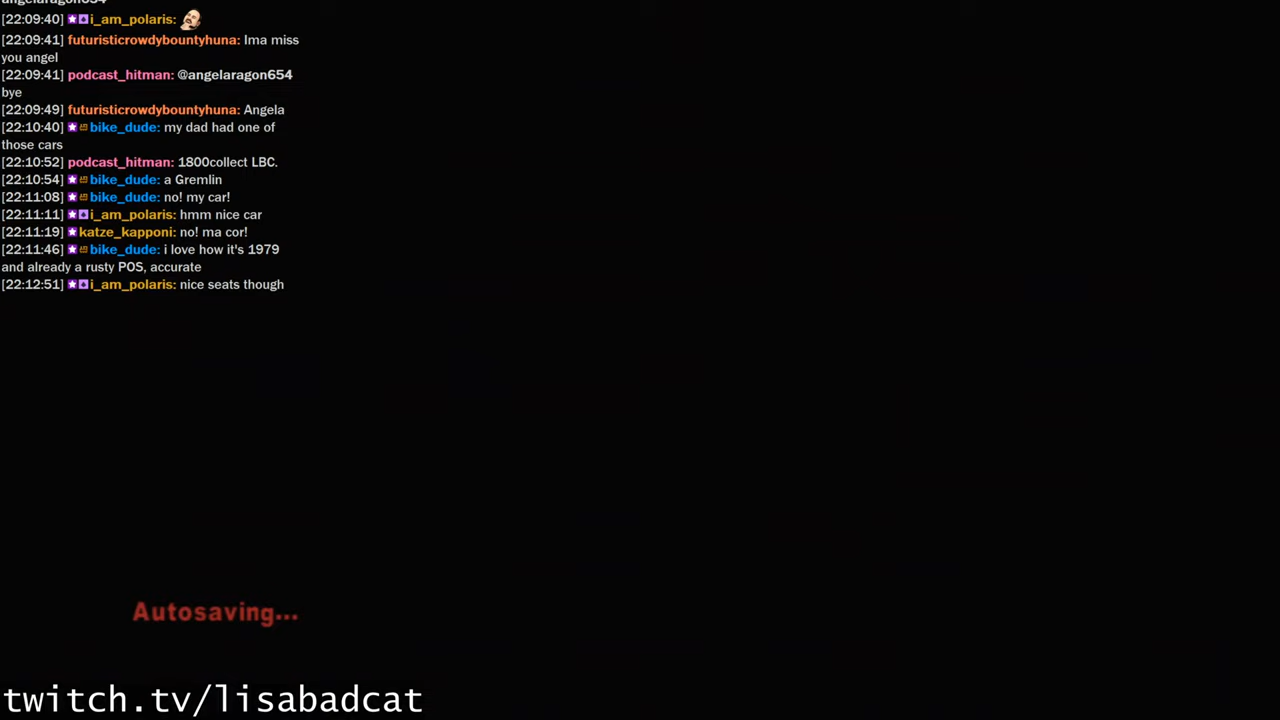 angelaragon654
[22:09:40] i_am_polaris:
[22:09:41] futuristicrowdybountyhuna: Ima miss
you angel
[22:09:41] podcast_hitman: @angelaragon654
bye
[22:09:49] futuristicrowdybountyhuna: Angela
[22:10:40] bike_dude: my dad had one of
those cars
[22:10:52] podcast_hitman: 1800collect LBC.
[22:10:54] bike_dude: a Gremlin
[22:11:08] bike_dude: no! my car!
[22:11:11] i_am_polaris: hmm nice car
[22:11:19] katze_kapponi: no! ma cor!
[22:11:46] bike_dude: i love how it's 1979
and already a rusty POS, accurate
[22:12:51] i_am_polaris: nice seats though
Autosaving...
twitch.tv/lisabadcat